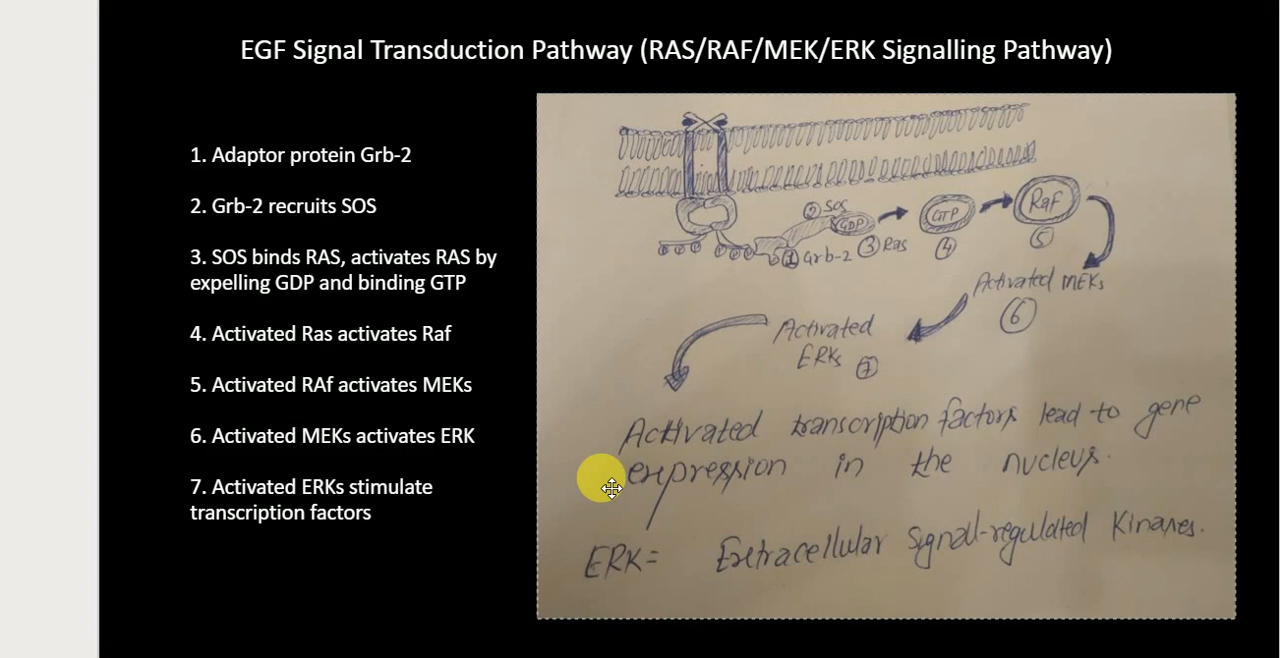 EGF Signal Transduction Pathway (RAS/RAF/MEK/ERK Signalling Pathway)
1. Adaptor protein Grb-2
2. Grb-2 recruits SOS
3. SOS binds RAS, activates RAS by
expelling GDP and binding GTP
4. Activated Ras activates Raf
5. Activated RAf activates MEKs
6. Activated MEKs activates ERK
7. Activated ERKs stimulate
transcription factors
② SOS
GDP
① Grb-2
③ Ras
GTP
④
Raf
⑤
Activated MEKs
⑥
Activated
ERKs ⑦
Activated transcription factors lead to gene
expression in the nucleus.
ERK = Extracellular Signal-regulated Kinases.